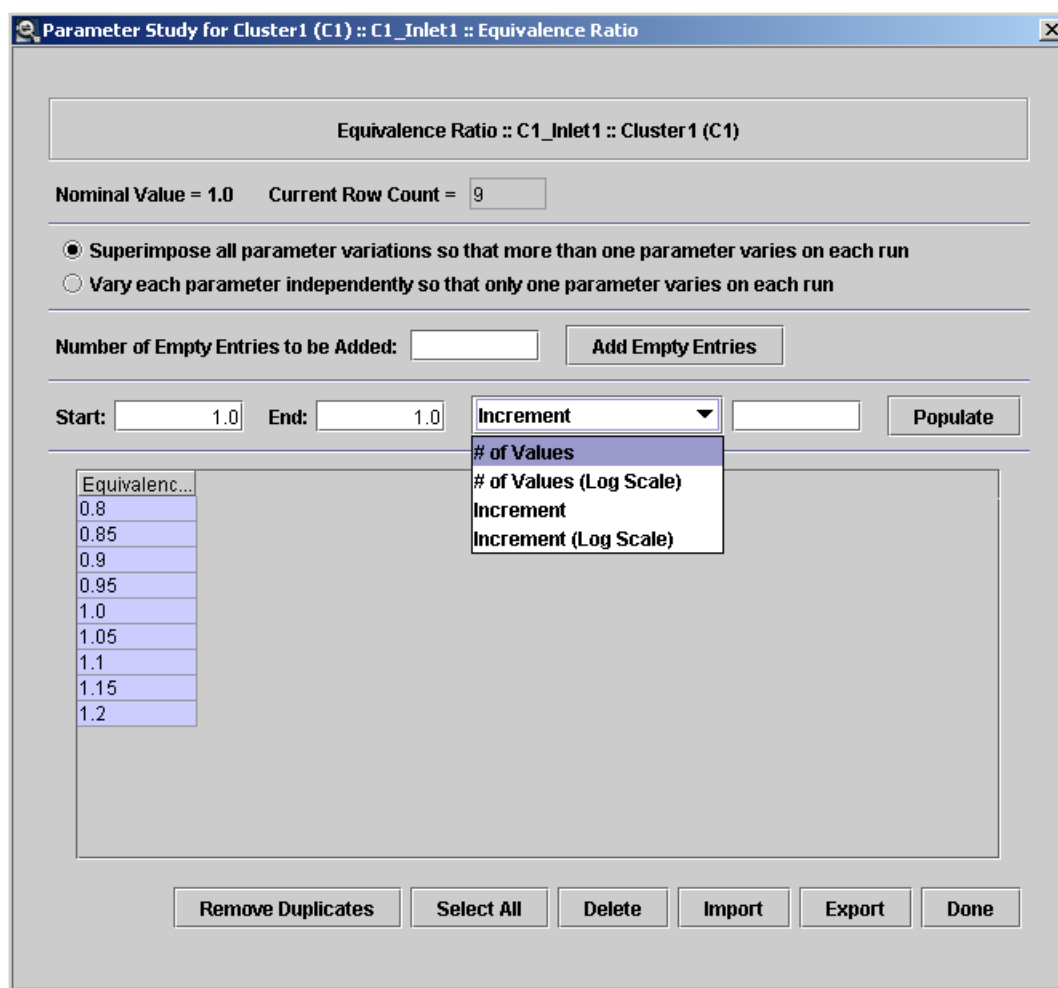 Parameter Study for Cluster1 (C1) :: C1_Inlet1 :: Equivalence Ratio
Equivalence Ratio :: C1_Inlet1 :: Cluster1 (C1)
Nominal Value = 1.0 Current Row Count = 9
Superimpose all parameter variations so that more than one parameter varies on each run
Vary each parameter independently so that only one parameter varies on each run
Number of Empty Entries to be Added: Add Empty Entries
Start: 1.0 End: 1.0 Increment Populate
# of Values
# of Values (Log Scale)
Increment
Increment (Log Scale)
Equivalenc...
0.8
0.85
0.9
0.95
1.0
1.05
1.1
1.15
1.2
Remove Duplicates Select All Delete Import Export Done